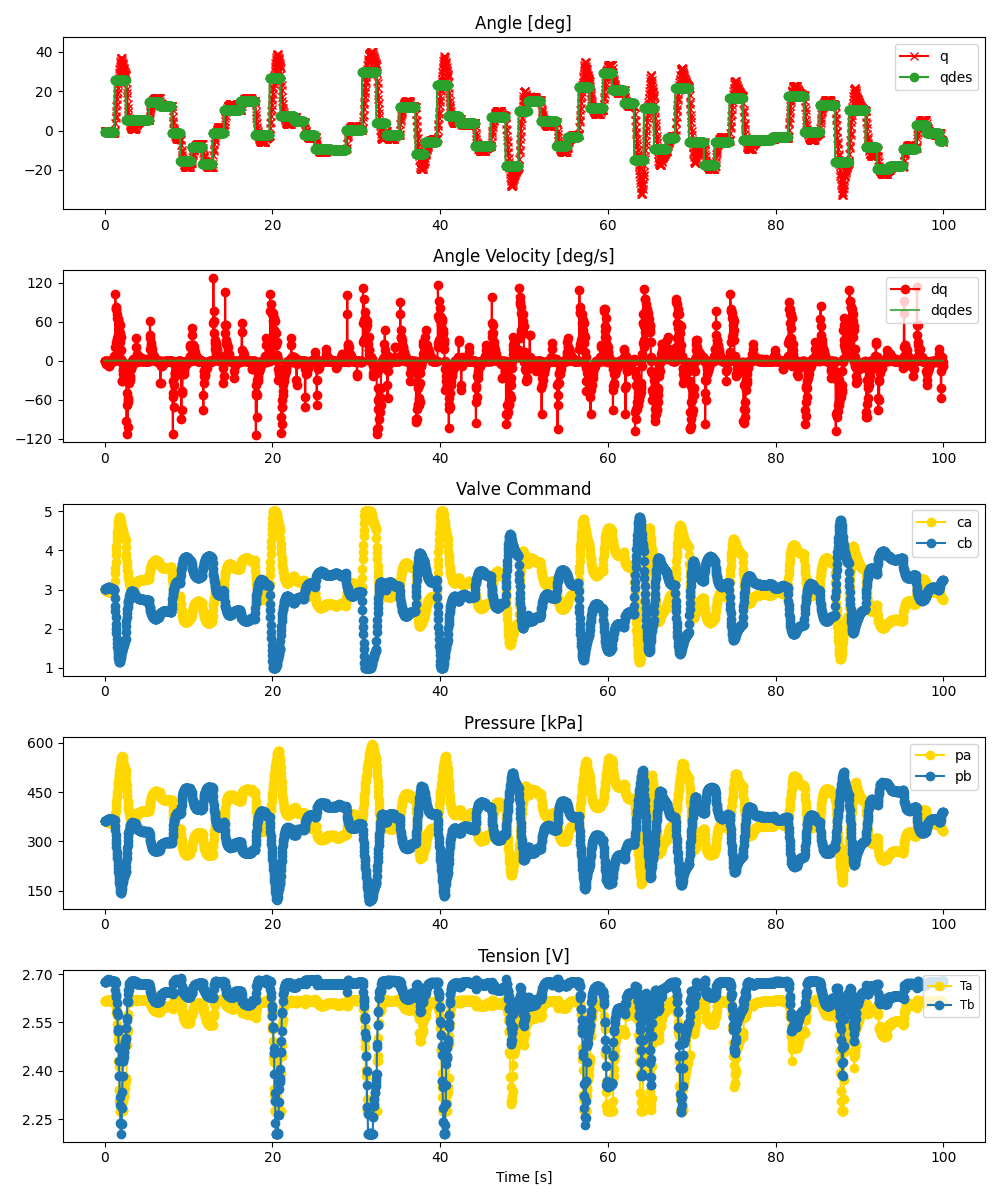 Angle [deg]
40
20
0
−20
q
qdes
0 20 40 60 80 100
Angle Velocity [deg/s]
120
60
0
−60
−120
dq
dqdes
0 20 40 60 80 100
Valve Command
5
4
3
2
1
ca
cb
0 20 40 60 80 100
Pressure [kPa]
600
450
300
150
pa
pb
0 20 40 60 80 100
Tension [V]
2.70
2.55
2.40
2.25
Ta
Tb
0 20 40 60 80 100
Time [s]